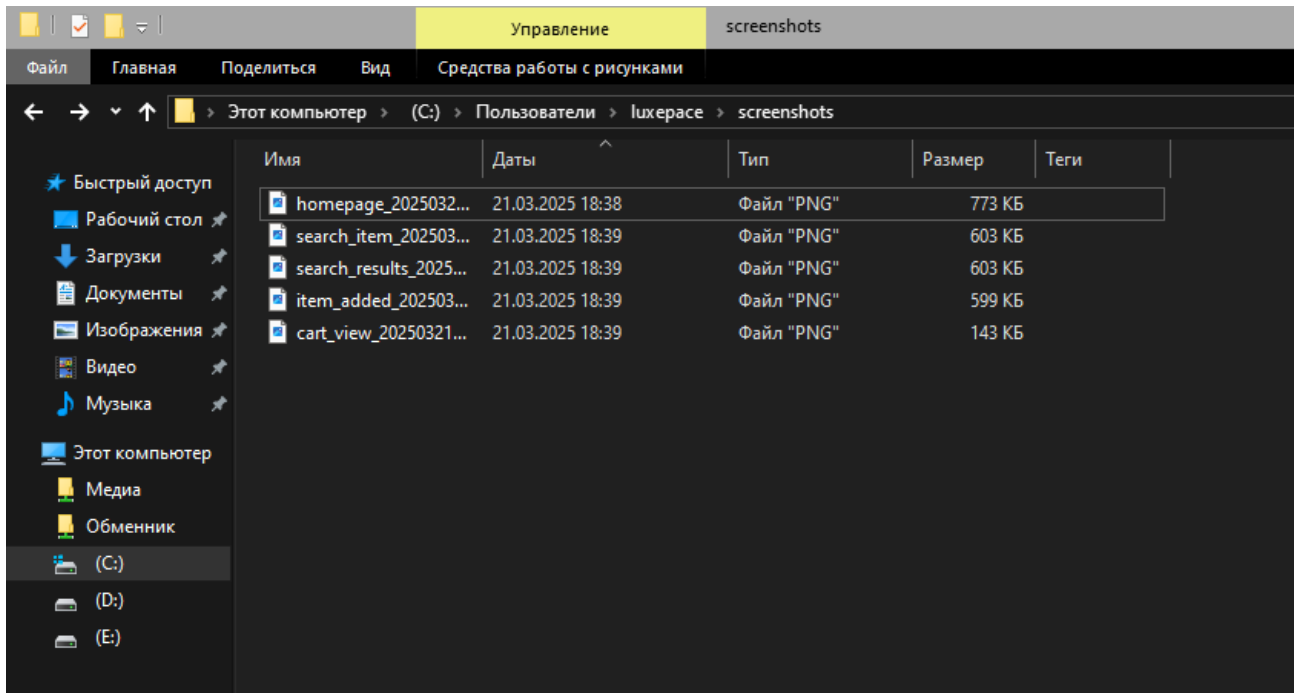 Управление screenshots
Файл Главная Поделиться Вид Средства работы с рисунками
Этот компьютер > (C:) > Пользователи > luxepace > screenshots
Имя Даты Тип Размер Теги
Быстрый доступ
Рабочий стол
Загрузки
Документы
Изображения
Видео
Музыка
Этот компьютер
Медиа
Обменник
(C:)
(D:)
(E:)
homepage_2025032... 21.03.2025 18:38 Файл "PNG" 773 КБ
search_item_202503... 21.03.2025 18:39 Файл "PNG" 603 КБ
search_results_2025... 21.03.2025 18:39 Файл "PNG" 603 КБ
item_added_202503... 21.03.2025 18:39 Файл "PNG" 599 КБ
cart_view_20250321... 21.03.2025 18:39 Файл "PNG" 143 КБ